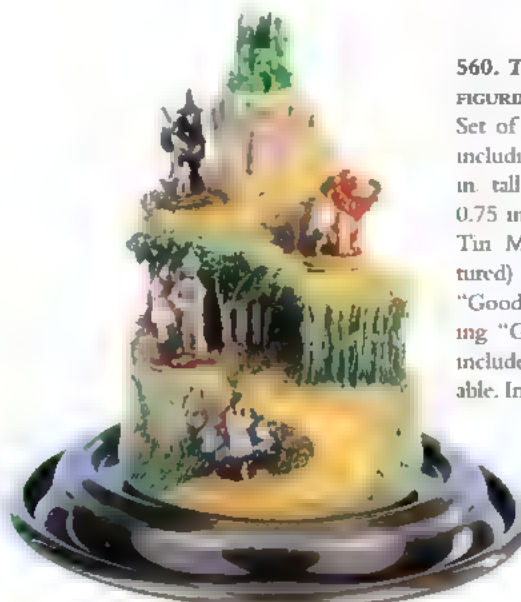 560. T
FIGURI
Set of
includi
in. tall
0.75 in
Tin M
tured)
"Good
ing "G
include
able. In